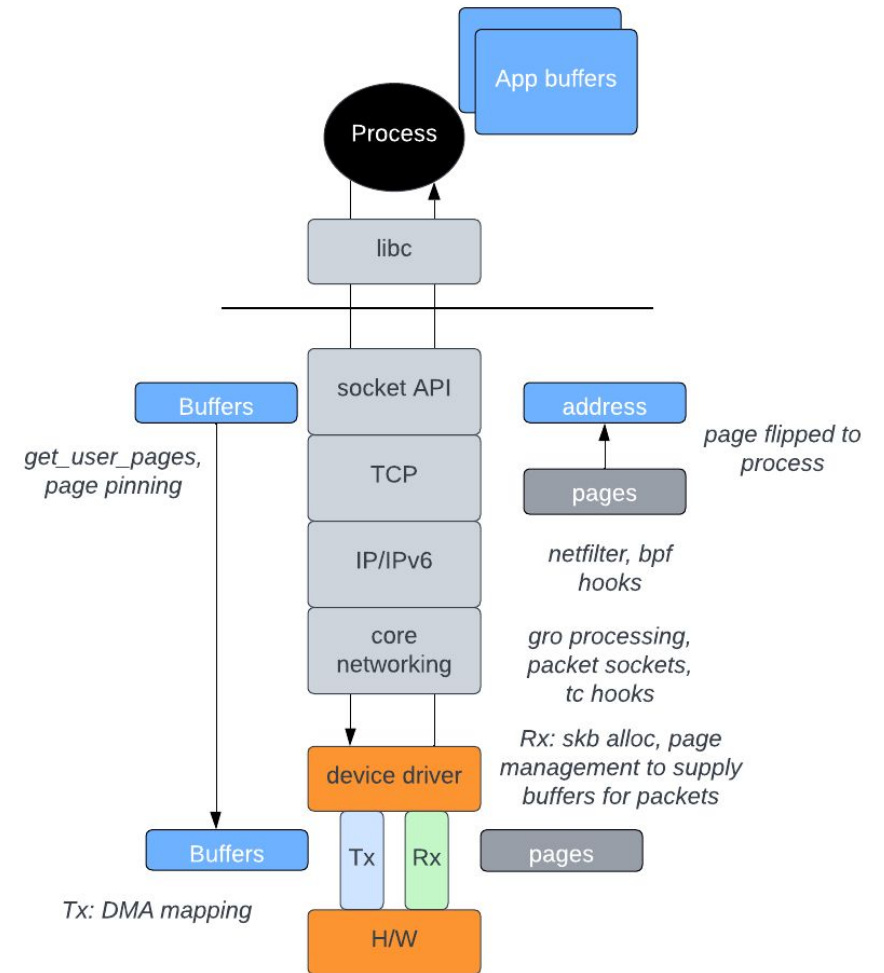 App buffers
Process
libc
socket API
Buffers
address
get_user_pages,
page pinning
page flipped to
process
TCP
pages
IP/IPv6
netfilter, bpf
hooks
core
networking
gro processing,
packet sockets,
tc hooks
device driver
Rx: skb alloc, page
management to supply
buffers for packets
Buffers
Tx
Rx
pages
Tx: DMA mapping
H/W